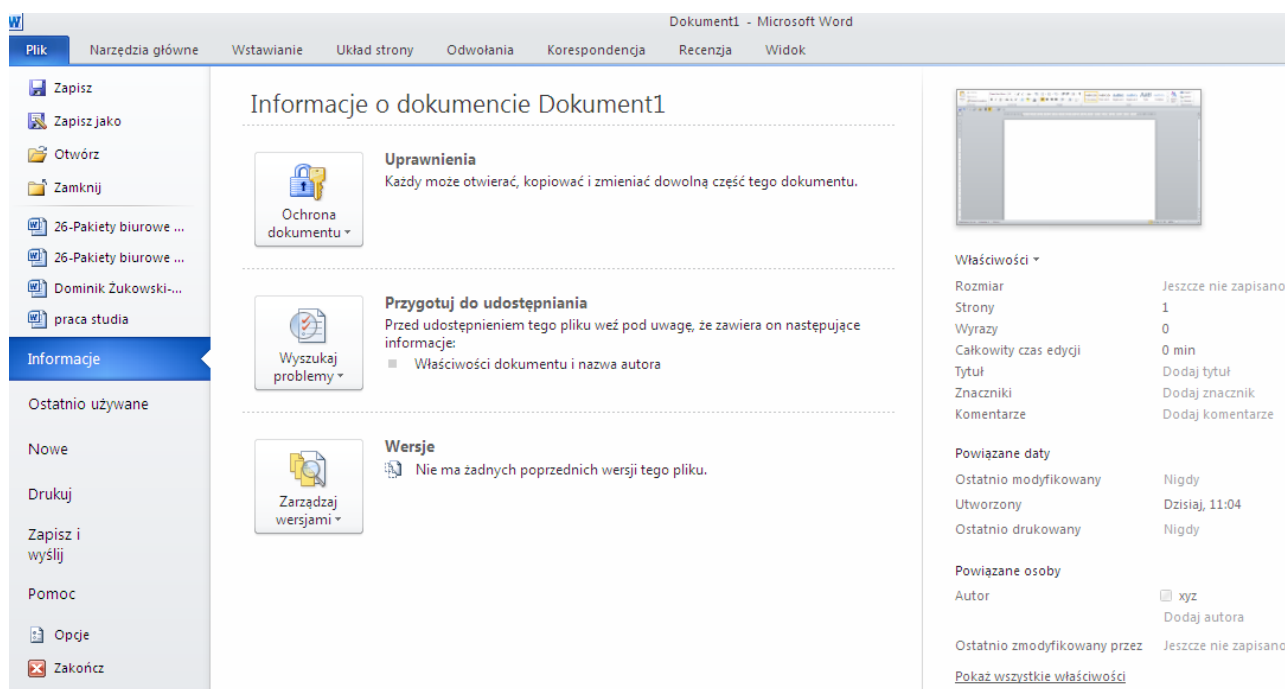 W
Dokument1 - Microsoft Word
Plik Narzędzia główne Wstawianie Układ strony Odwołania Korespondencja Recenzja Widok
Zapisz
Zapisz jako
Otwórz
Zamknij
26-Pakiety biurowe ...
26-Pakiety biurowe ...
Dominik Żukowski-...
praca studia
Informacje
Ostatnio używane
Nowe
Drukuj
Zapisz i
wyślij
Pomoc
Opcje
Zakończ
Informacje o dokumencie Dokument1
Ochrona
dokumentu
Uprawnienia
Każdy może otwierać, kopiować i zmieniać dowolną część tego dokumentu.
Wyszukaj
problemy
Przygotuj do udostępniania
Przed udostępnieniem tego pliku weź pod uwagę, że zawiera on następujące
informacje:
Właściwości dokumentu i nazwa autora
Zarządzaj
wersjami
Wersje
Nie ma żadnych poprzednich wersji tego pliku.
Właściwości
Rozmiar Jeszcze nie zapisano
Strony 1
Wyrazy 0
Całkowity czas edycji 0 min
Tytuł Dodaj tytuł
Znaczniki Dodaj znacznik
Komentarze Dodaj komentarze
Powiązane daty
Ostatnio modyfikowany Nigdy
Utworzony Dzisiaj, 11:04
Ostatnio drukowany Nigdy
Powiązane osoby
Autor xyz
Dodaj autora
Ostatnio zmodyfikowany przez Jeszcze nie zapisano
Pokaż wszystkie właściwości